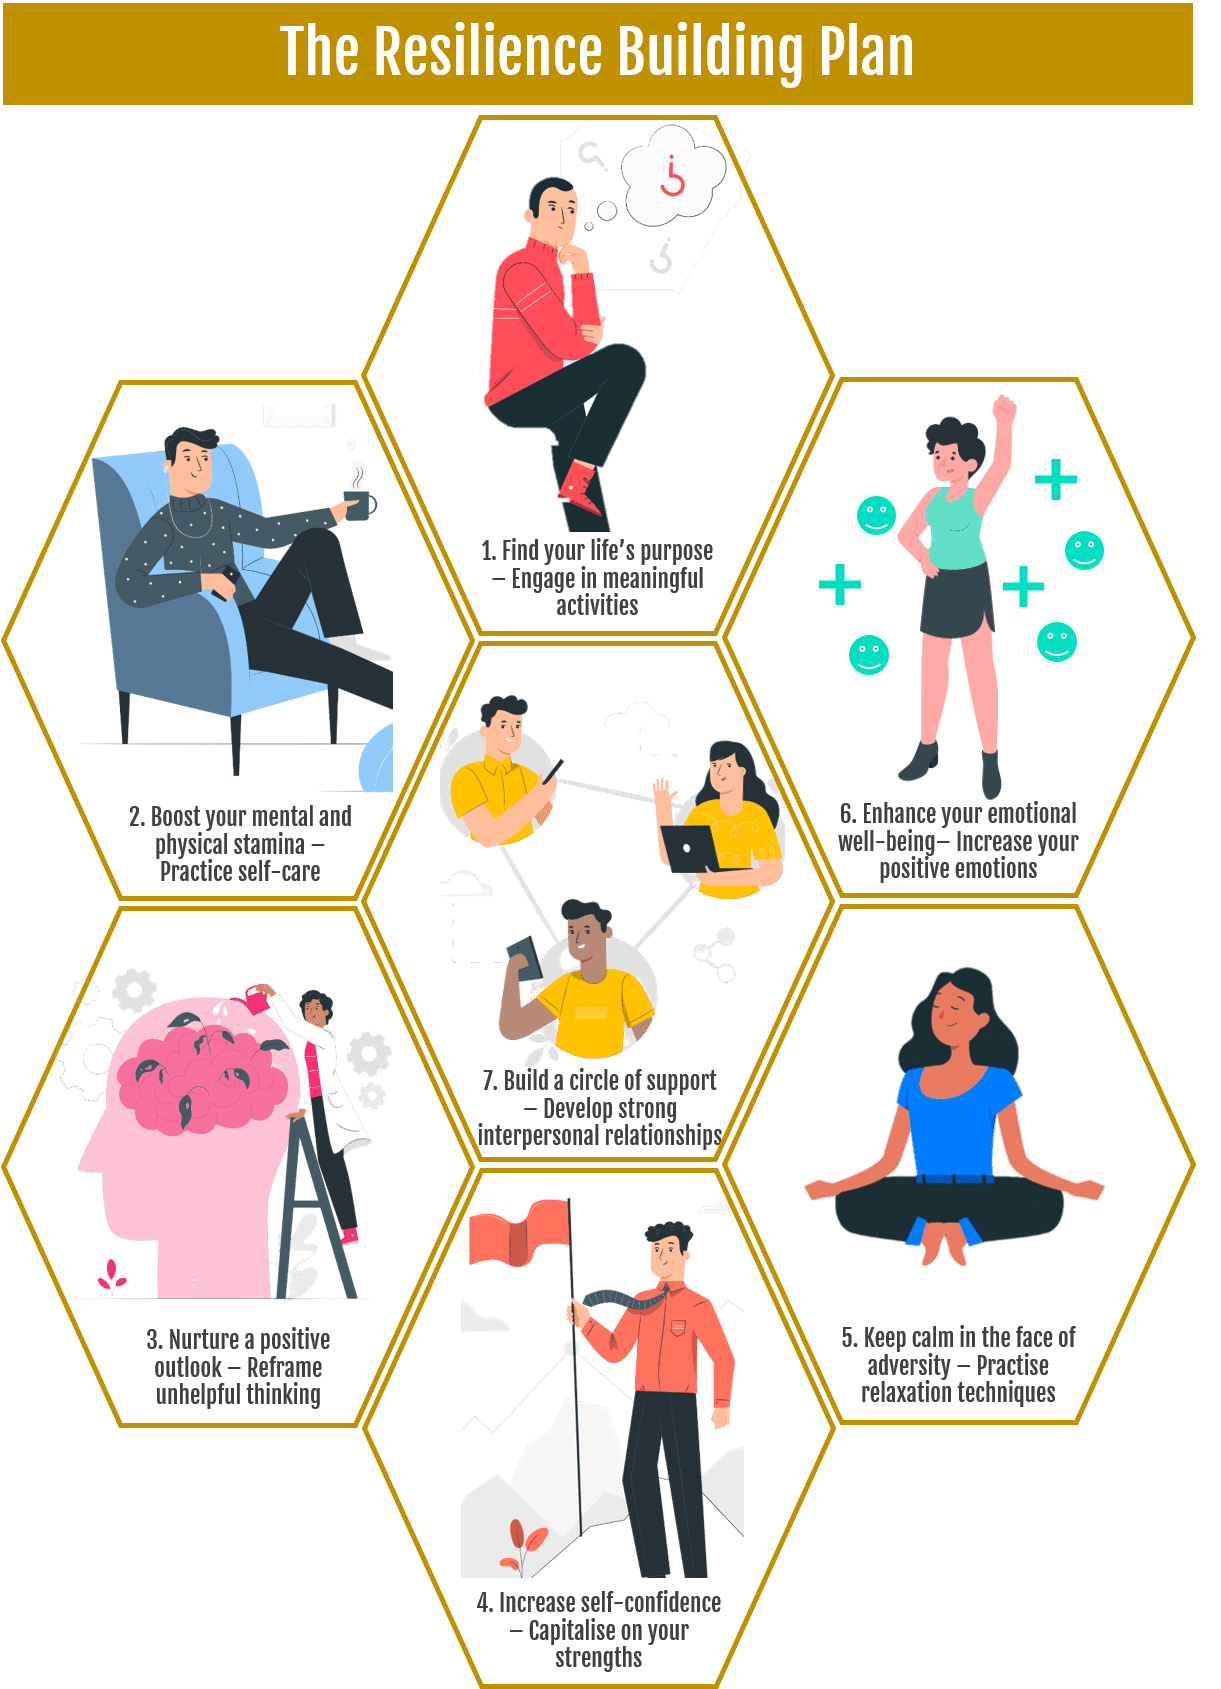 The Resilience Building Plan
1. Find your life’s purpose
– Engage in meaningful
activities
2. Boost your mental and
physical stamina –
Practice self-care
3. Nurture a positive
outlook – Reframe
unhelpful thinking
4. Increase self-confidence
– Capitalise on your
strengths
5. Keep calm in the face of
adversity – Practise
relaxation techniques
6. Enhance your emotional
well-being– Increase your
positive emotions
7. Build a circle of support
– Develop strong
interpersonal relationships